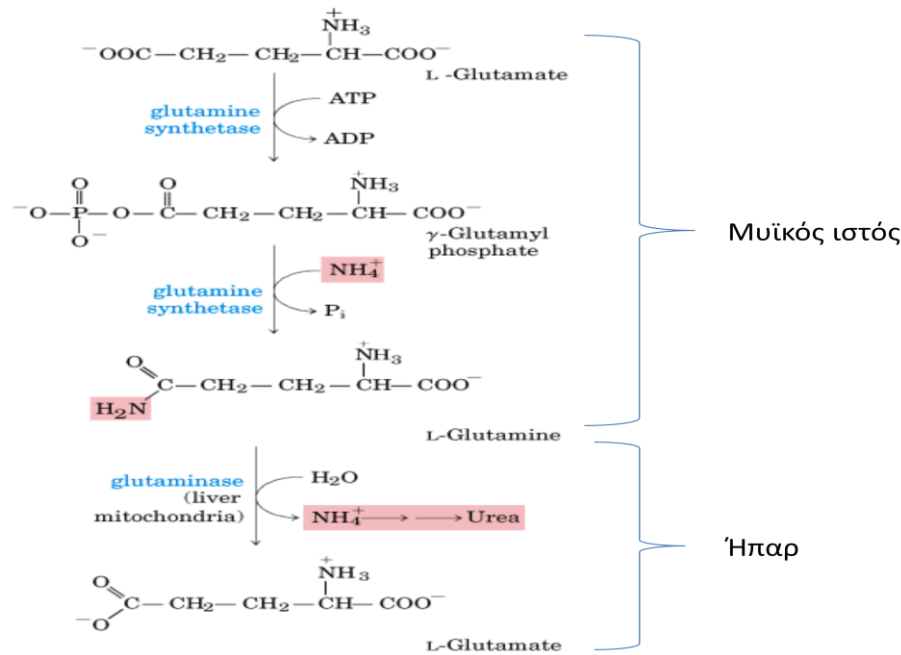 ⁻OOC—CH₂—CH₂—CH—COO⁻
⁺NH₃
L-Glutamate
glutamine
synthetase
ATP
ADP
⁻O—P—O—C—CH₂—CH₂—CH—COO⁻
O
O
O⁻
⁺NH₃
γ-Glutamyl
phosphate
glutamine
synthetase
NH₄⁺
Pᵢ
Μυϊκός ιστός
O
C—CH₂—CH₂—CH—COO⁻
⁺NH₃
H₂N
L-Glutamine
glutaminase
(liver
mitochondria)
H₂O
NH₄⁺ → → Urea
Ήπαρ
O
C—CH₂—CH₂—CH—COO⁻
⁺NH₃
⁻O
L-Glutamate